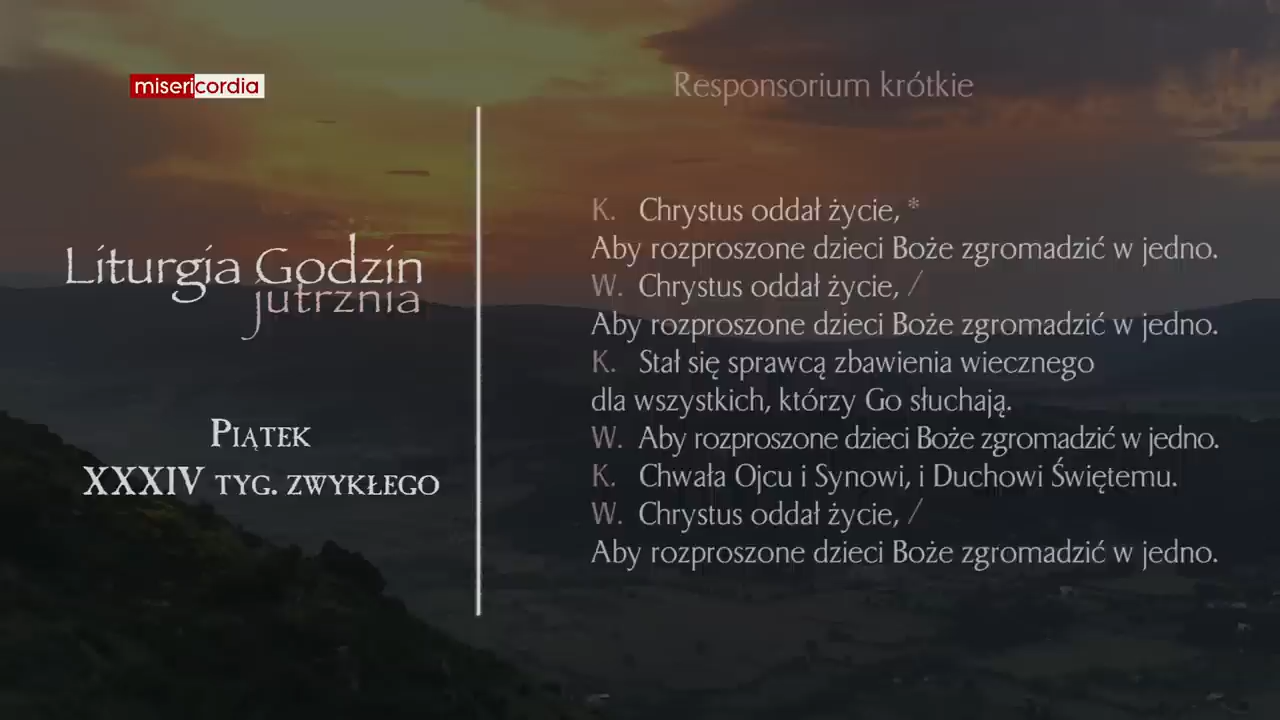 misericordia
Liturgia Godzin
jutrznia
Piątek
XXXIV tyg. zwykłego
Responsorium krótkie
K. Chrystus oddał życie, *
Aby rozproszone dzieci Boże zgromadzić w jedno.
W. Chrystus oddał życie, /
Aby rozproszone dzieci Boże zgromadzić w jedno.
K. Stał się sprawcą zbawienia wiecznego
dla wszystkich, którzy Go słuchają.
W. Aby rozproszone dzieci Boże zgromadzić w jedno.
K. Chwała Ojcu i Synowi, i Duchowi Świętemu.
W. Chrystus oddał życie, /
Aby rozproszone dzieci Boże zgromadzić w jedno.